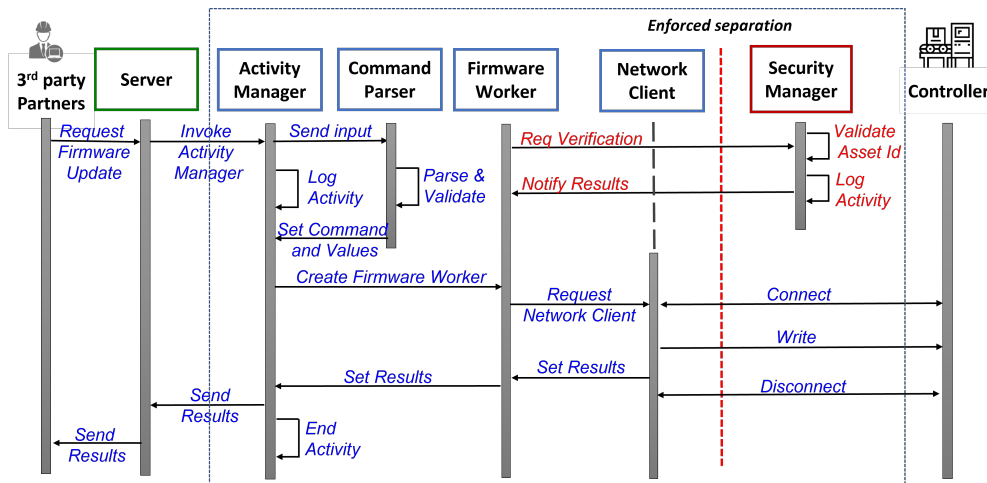 Enforced separation
3rd party
Partners
Server
Activity
Manager
Command
Parser
Firmware
Worker
Network
Client
Security
Manager
Controller
Request
Firmware
Update
Invoke
Activity
Manager
Send input
Req Verification
Validate
Asset Id
Log
Activity
Parse &
Validate
Notify Results
Log
Activity
Set Command
and Values
Create Firmware Worker
Request
Network Client
Connect
Write
Set Results
Set Results
Disconnect
Send
Results
End
Activity
Send
Results